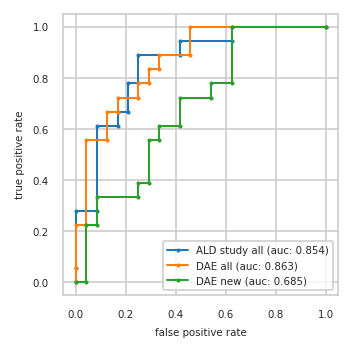 1.0
0.8
0.6
0.4
0.2
0.0
true positive rate
ALD study all (auc: 0.854)
DAE all (auc: 0.863)
DAE new (auc: 0.685)
0.0 0.2 0.4 0.6 0.8 1.0
false positive rate